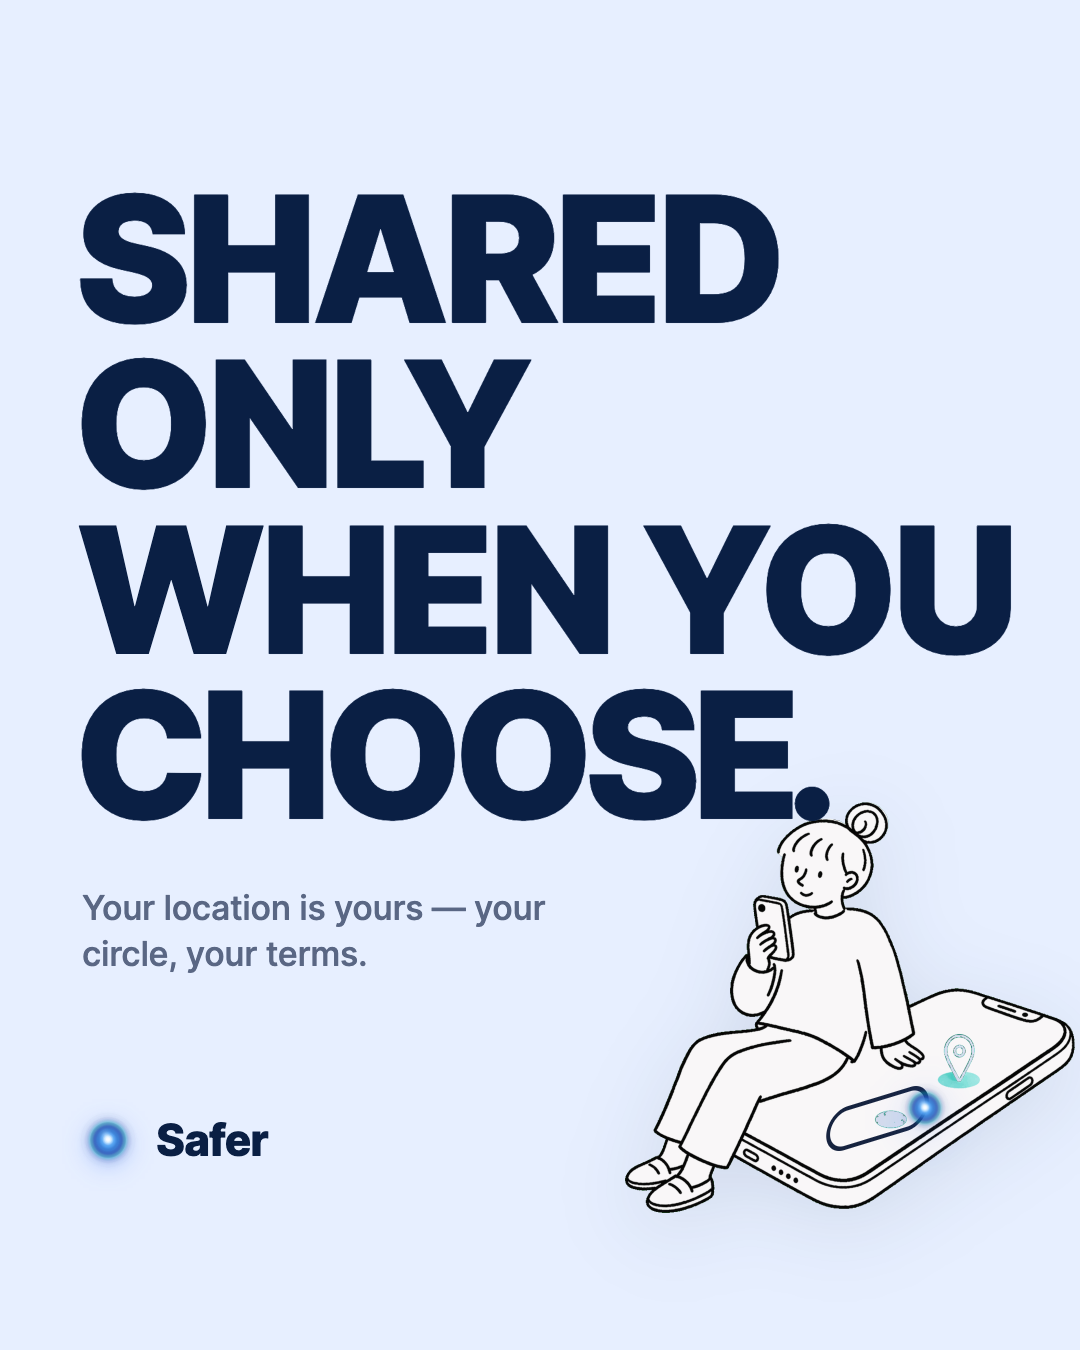 SHARED
ONLY
WHEN YOU
CHOOSE.
Your location is yours — your
circle, your terms.
Safer